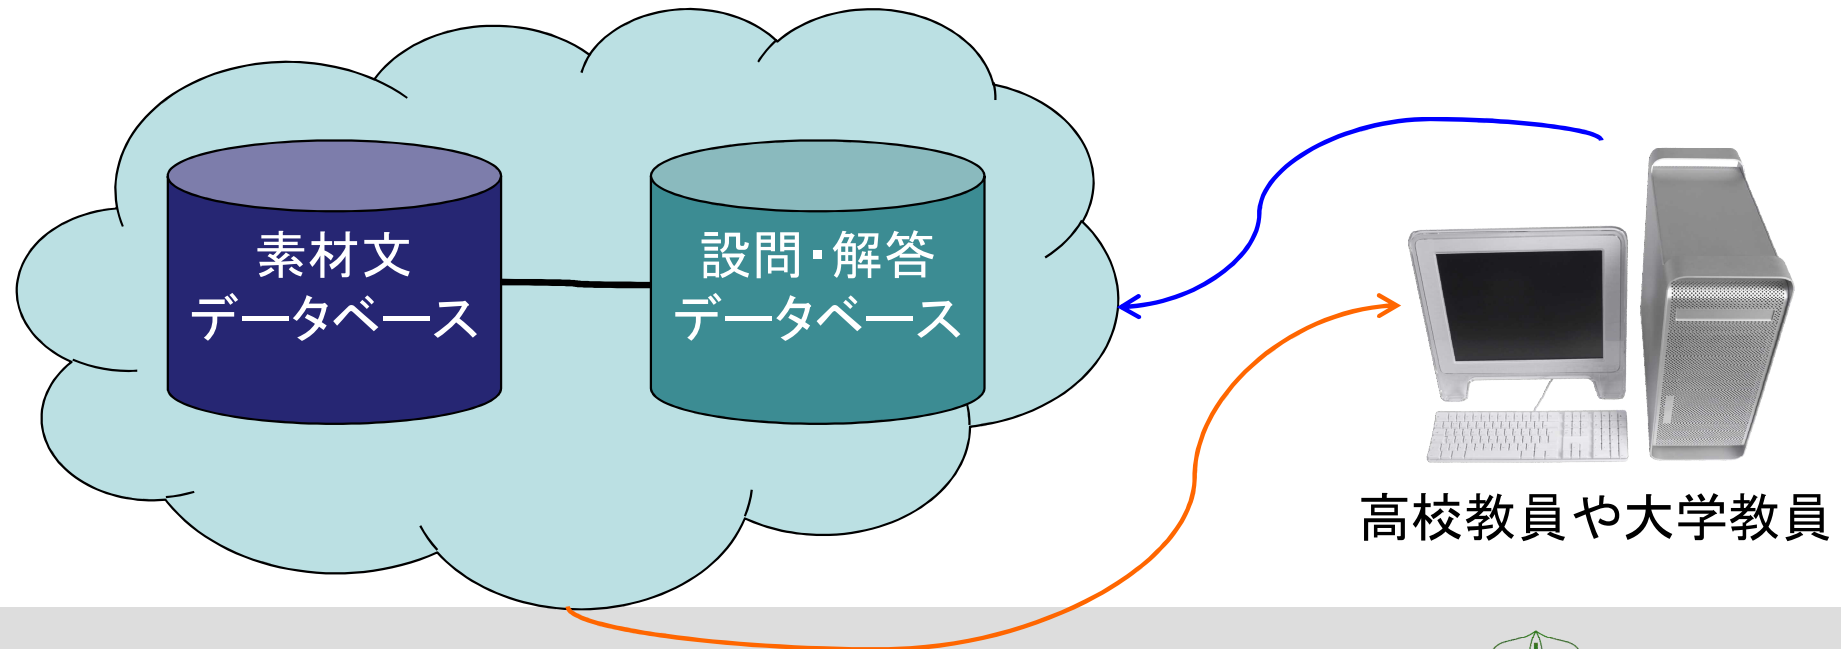 素材文
データベース
設問・解答
データベース
高校教員や大学教員